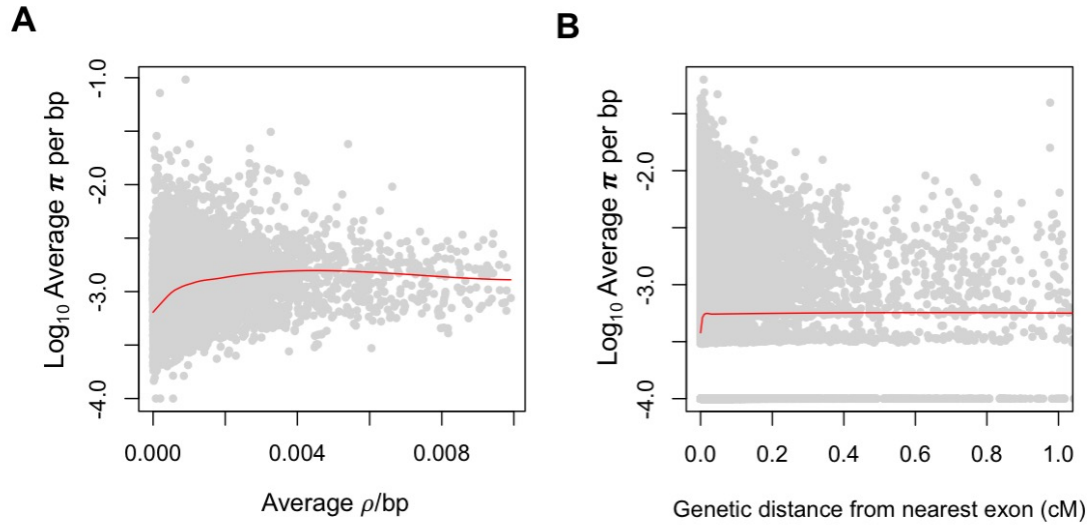 A
Log10 Average π per bp
-1.0
-2.0
-3.0
-4.0
0.000
0.004
0.008
Average ρ/bp
B
Log10 Average π per bp
-2.0
-3.0
-4.0
0.0
0.2
0.4
0.6
0.8
1.0
Genetic distance from nearest exon (cM)